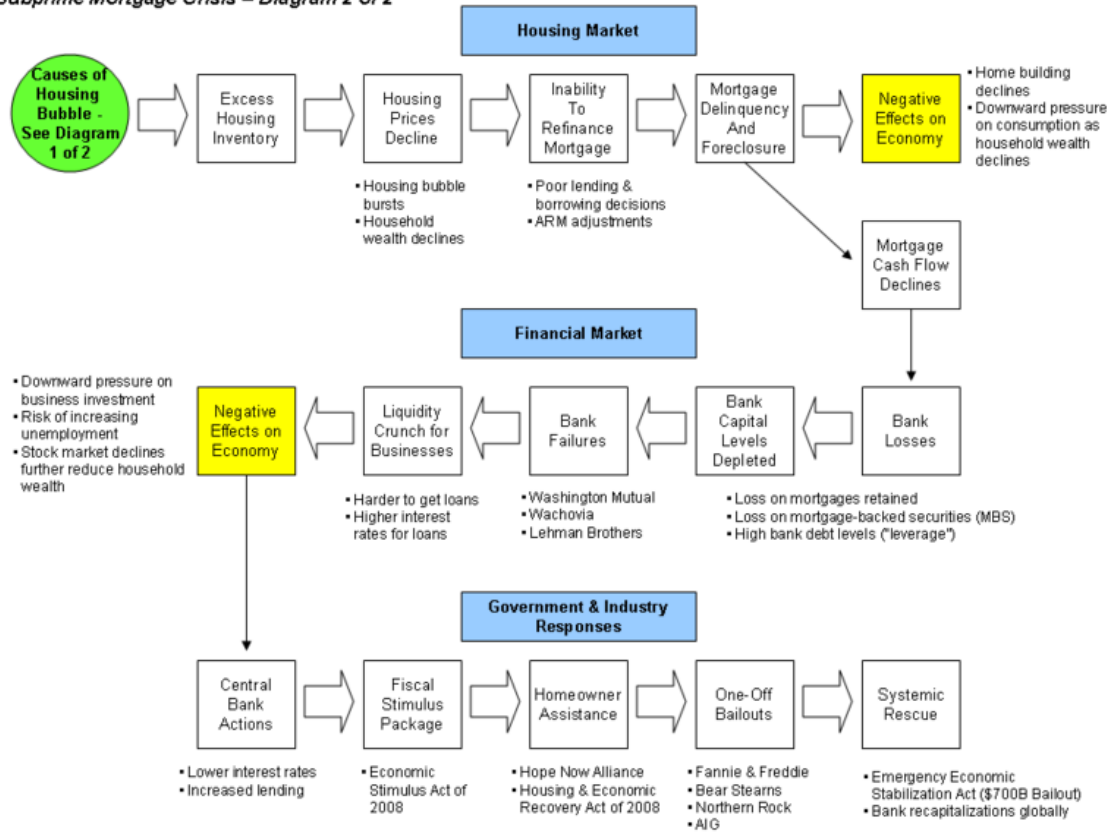 Subprime Mortgage Crisis – Diagram 2 of 2
Housing Market
Causes of
Housing
Bubble -
See Diagram
1 of 2
Excess
Housing
Inventory
Housing
Prices
Decline
Inability
To
Refinance
Mortgage
Mortgage
Delinquency
And
Foreclosure
Negative
Effects on
Economy
▪ Home building
declines
▪ Downward pressure
on consumption as
household wealth
declines
▪ Housing bubble
bursts
▪ Household
wealth declines
▪ Poor lending &
borrowing decisions
▪ ARM adjustments
Mortgage
Cash Flow
Declines
Financial Market
▪ Downward pressure on
business investment
▪ Risk of increasing
unemployment
▪ Stock market declines
further reduce household
wealth
Negative
Effects on
Economy
Liquidity
Crunch for
Businesses
Bank
Failures
Bank
Capital
Levels
Depleted
Bank
Losses
▪ Harder to get loans
▪ Higher interest
rates for loans
▪ Washington Mutual
▪ Wachovia
▪ Lehman Brothers
▪ Loss on mortgages retained
▪ Loss on mortgage-backed securities (MBS)
▪ High bank debt levels ("leverage")
Government & Industry
Responses
Central
Bank
Actions
Fiscal
Stimulus
Package
Homeowner
Assistance
One-Off
Bailouts
Systemic
Rescue
▪ Lower interest rates
▪ Increased lending
▪ Economic
Stimulus Act of
2008
▪ Hope Now Alliance
▪ Housing & Economic
Recovery Act of 2008
▪ Fannie & Freddie
▪ Bear Stearns
▪ Northern Rock
▪ AIG
▪ Emergency Economic
Stabilization Act ($700B Bailout)
▪ Bank recapitalizations globally